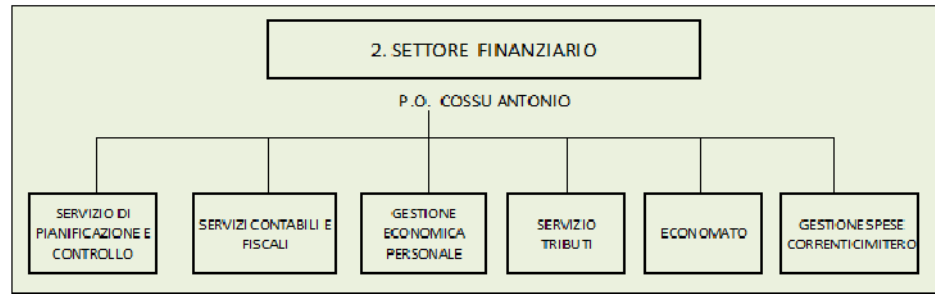 2. SETTORE FINANZIARIO
P.O. COSSU ANTONIO
SERVIZIO DI
PIANIFICAZIONE E
CONTROLLO
SERVIZI CONTABILI E
FISCALI
GESTIONE
ECONOMICA
PERSONALE
SERVIZIO
TRIBUTI
ECONOMATO
GESTIONE SPESE
CORRENTI CIMITERO